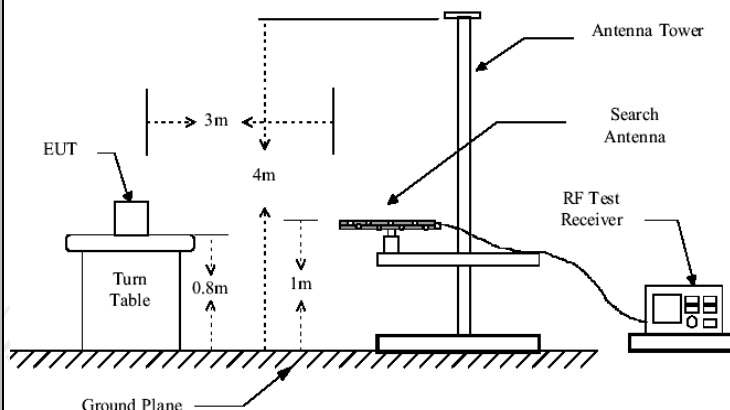 Antenna Tower
3m
Search
Antenna
EUT
4m
RF Test
Receiver
Turn
Table
0.8m
1m
Ground Plane